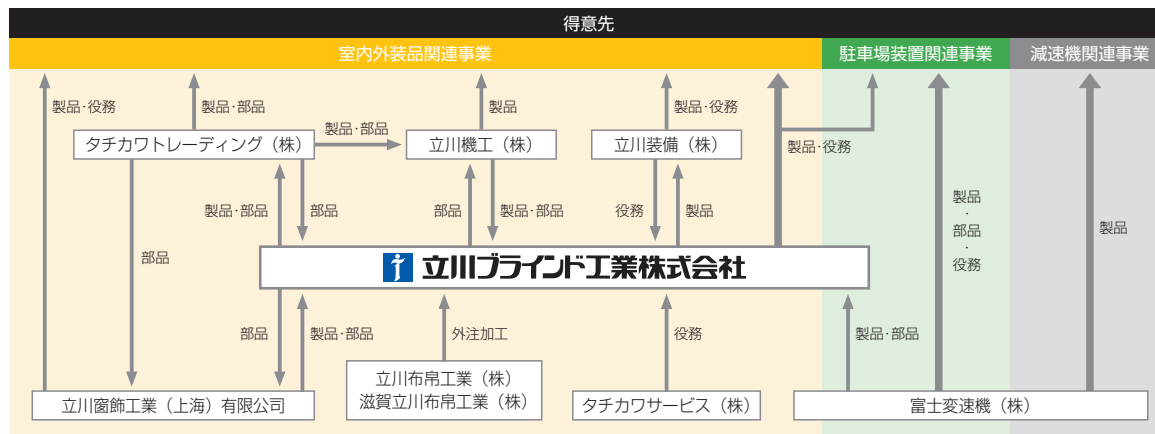 得意先
室内外装品関連事業
駐車場装置関連事業
減速機関連事業
製品・役務
製品・部品
製品
製品・役務
タチカワトレーディング（株）
製品・部品
立川機工（株）
立川装備（株）
製品・役務
製品・部品
部品
部品
製品・部品
役務
製品
製品
・
部品
・
役務
製品
部品
立川ブラインド工業株式会社
部品
製品・部品
外注加工
役務
製品・部品
立川窗飾工業（上海）有限公司
立川布帛工業（株）
滋賀立川布帛工業（株）
タチカワサービス（株）
富士変速機（株）